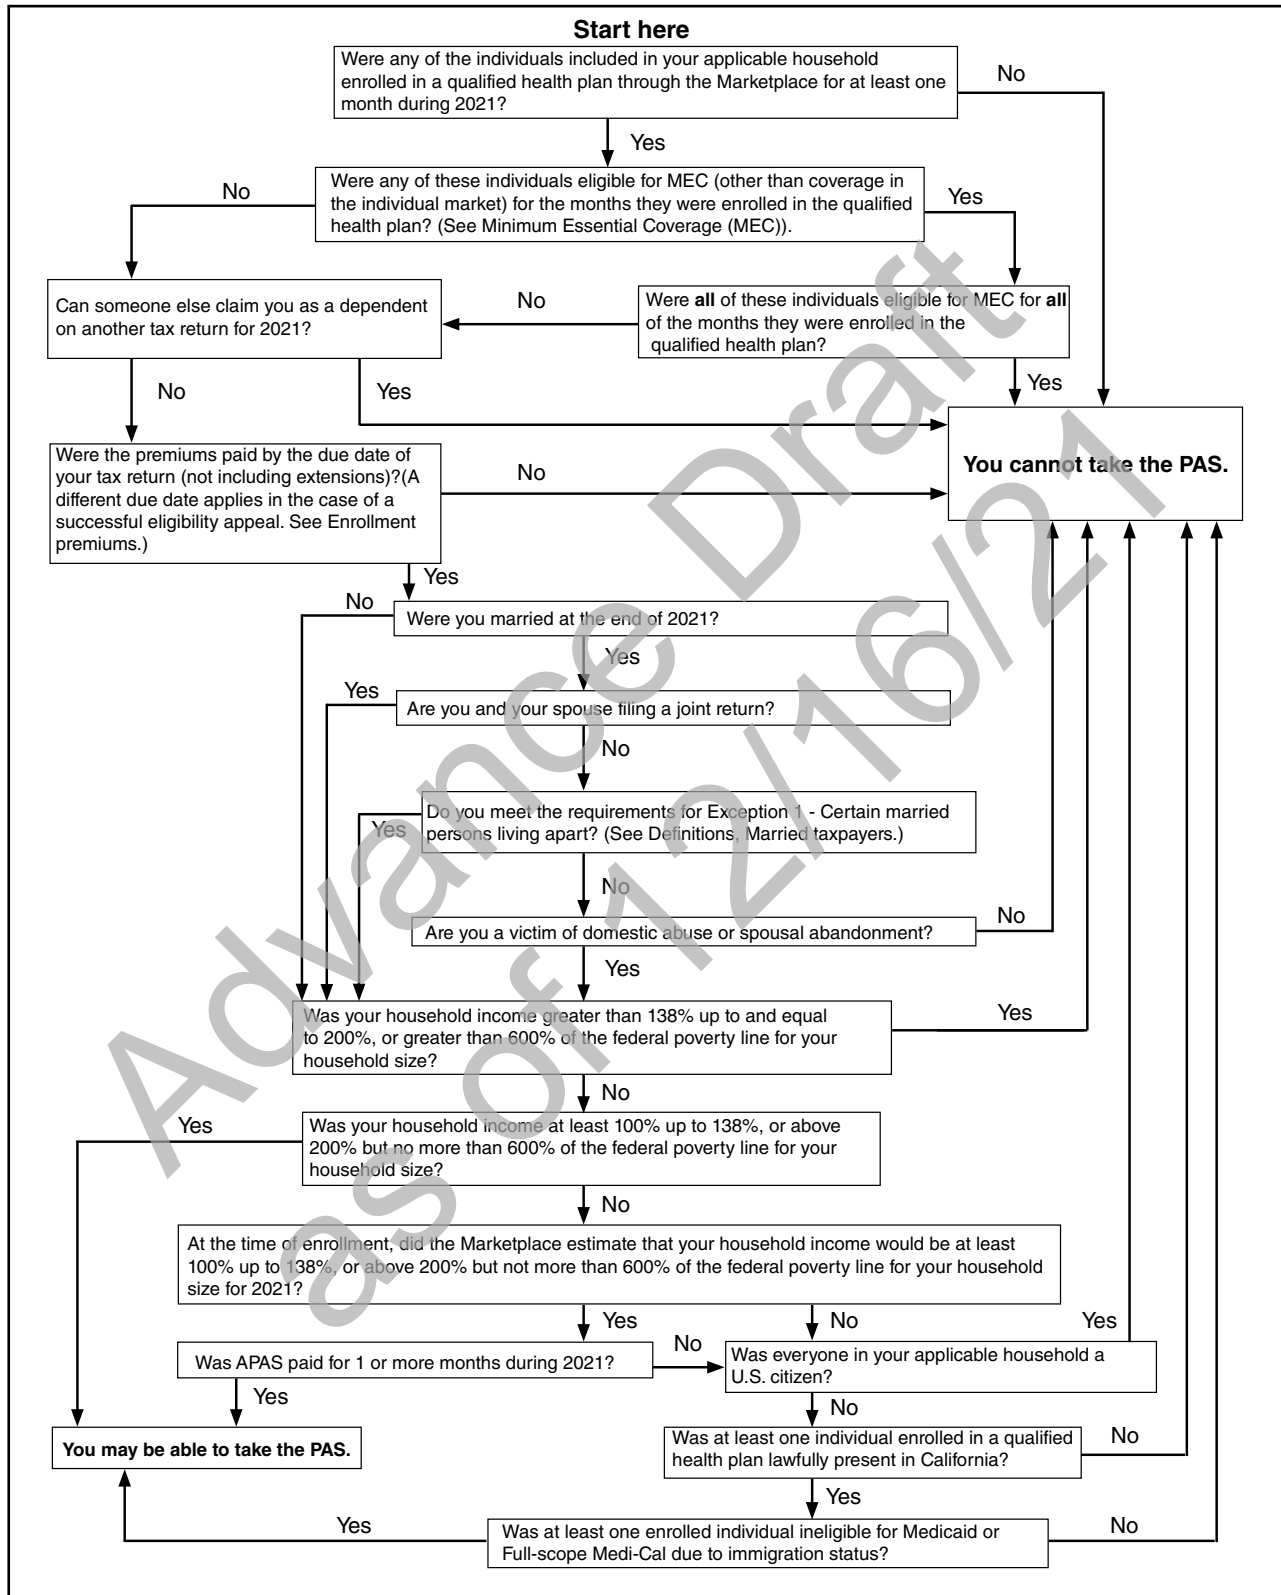 Start here
Were any of the individuals included in your applicable household
enrolled in a qualified health plan through the Marketplace for at least one
month during 2021?
No
Yes
No
Were any of these individuals eligible for MEC (other than coverage in
the individual market) for the months they were enrolled in the qualified
health plan? (See Minimum Essential Coverage (MEC)).
Yes
Can someone else claim you as a dependent
on another tax return for 2021?
No
Were all of these individuals eligible for MEC for all
of the months they were enrolled in the
qualified health plan?
No
Yes
Yes
You cannot take the PAS.
Were the premiums paid by the due date of
your tax return (not including extensions)?(A
different due date applies in the case of a
successful eligibility appeal. See Enrollment
premiums.)
No
Yes
No
Were you married at the end of 2021?
Yes
Yes
Are you and your spouse filing a joint return?
No
Do you meet the requirements for Exception 1 - Certain married
persons living apart? (See Definitions, Married taxpayers.)
Yes
No
Are you a victim of domestic abuse or spousal abandonment?
No
Yes
Was your household income greater than 138% up to and equal
to 200%, or greater than 600% of the federal poverty line for your
household size?
Yes
No
Yes
Was your household income at least 100% up to 138%, or above
200% but no more than 600% of the federal poverty line for your
household size?
No
At the time of enrollment, did the Marketplace estimate that your household income would be at least
100% up to 138%, or above 200% but not more than 600% of the federal poverty line for your household
size for 2021?
Yes
No
Yes
Was APAS paid for 1 or more months during 2021?
No
Was everyone in your applicable household a
U.S. citizen?
Yes
No
You may be able to take the PAS.
Was at least one individual enrolled in a qualified
health plan lawfully present in California?
No
Yes
Yes
Was at least one enrolled individual ineligible for Medicaid or
Full-scope Medi-Cal due to immigration status?
No
Advance Draft
as of 12/16/21